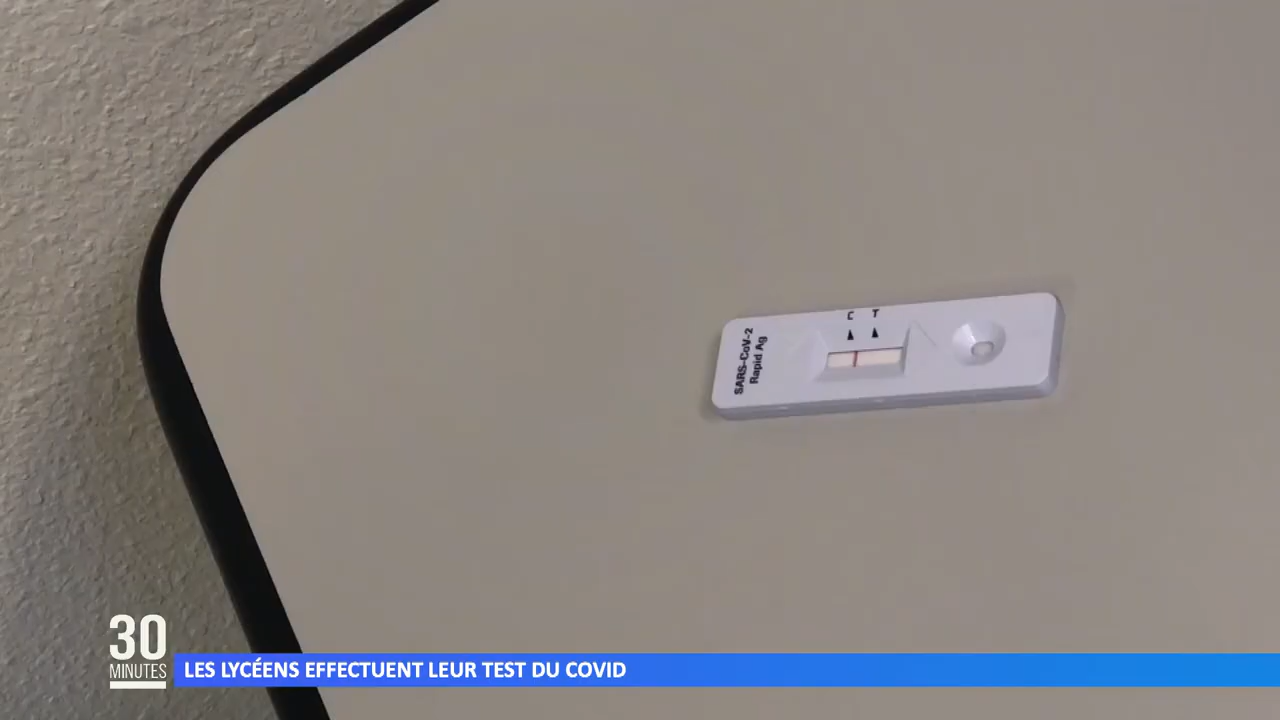 C T
SARS-CoV-2
Rapid Ag
30
MINUTES
LES LYCÉENS EFFECTUENT LEUR TEST DU COVID